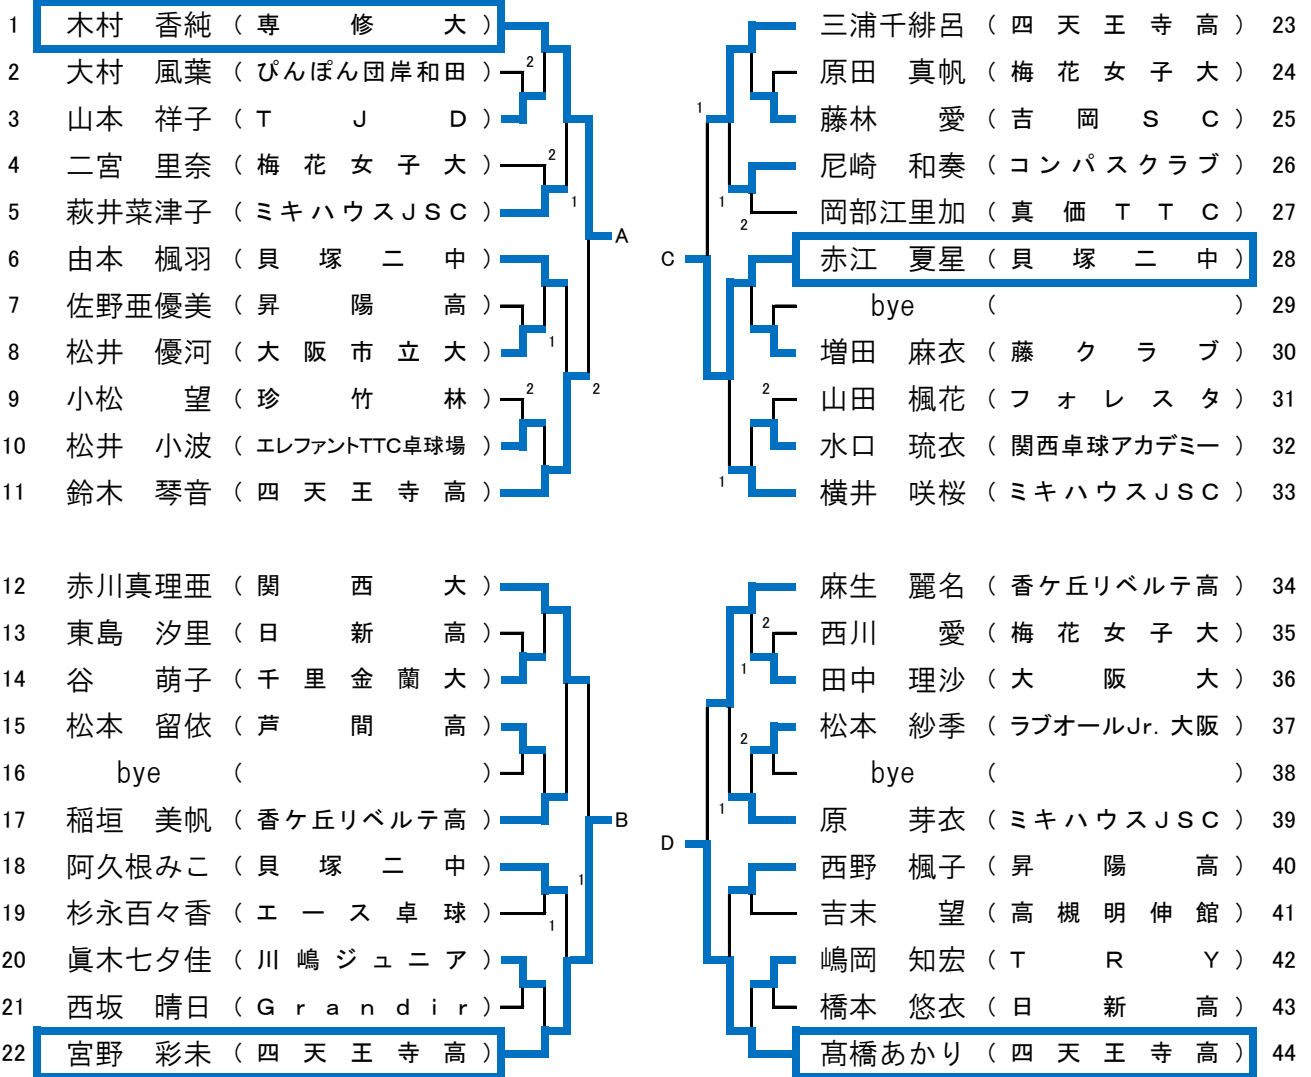 1 木村 香純 ( 専 修 大 )
2 大村 風葉 ( ぴんぽん団岸和田 )
3 山本 祥子 ( T J D )
4 二宮 里奈 ( 梅 花 女 子 大 )
5 萩井菜津子 ( ミキハウスJSC )
6 由本 楓羽 ( 貝 塚 二 中 )
7 佐野亜優美 ( 昇 陽 高 )
8 松井 優河 ( 大 阪 市 立 大 )
9 小松 望 ( 珍 竹 林 )
10 松井 小波 ( エレファントTTC卓球場 )
11 鈴木 琴音 ( 四 天 王 寺 高 )
2
2
1
A
1
2
2
12 赤川真理亜 ( 関 西 大 )
13 東島 汐里 ( 日 新 高 )
14 谷 萌子 ( 千 里 金 蘭 大 )
15 松本 留依 ( 芦 間 高 )
16 bye ( )
17 稲垣 美帆 ( 香ケ丘リベルテ高 )
18 阿久根みこ ( 貝 塚 二 中 )
19 杉永百々香 ( エ ー ス 卓 球 )
20 眞木七夕佳 ( 川 嶋 ジ ュ ニ ア )
21 西坂 晴日 ( G r a n d i r )
22 宮野 彩未 ( 四 天 王 寺 高 )
B
1
1
三浦千緋呂 ( 四 天 王 寺 高 ) 23
原田 真帆 ( 梅 花 女 子 大 ) 24
藤林 愛 ( 吉 岡 S C ) 25
尼崎 和奏 ( コンパスクラブ ) 26
岡部江里加 ( 真 価 T T C ) 27
赤江 夏星 ( 貝 塚 二 中 ) 28
bye ( ) 29
増田 麻衣 ( 藤 ク ラ ブ ) 30
山田 楓花 ( フ ォ レ ス タ ) 31
水口 琉衣 ( 関西卓球アカデミー ) 32
横井 咲桜 ( ミキハウスJSC ) 33
1
1
2
C
2
1
麻生 麗名 ( 香ケ丘リベルテ高 ) 34
西川 愛 ( 梅 花 女 子 大 ) 35
田中 理沙 ( 大 阪 大 ) 36
松本 紗季 ( ラブオールJr. 大阪 ) 37
bye ( ) 38
原 芽衣 ( ミキハウスJSC ) 39
西野 楓子 ( 昇 陽 高 ) 40
吉末 望 ( 高 槻 明 伸 館 ) 41
嶋岡 知宏 ( T R Y ) 42
橋本 悠衣 ( 日 新 高 ) 43
髙橋あかり ( 四 天 王 寺 高 ) 44
2
1
2
1
D